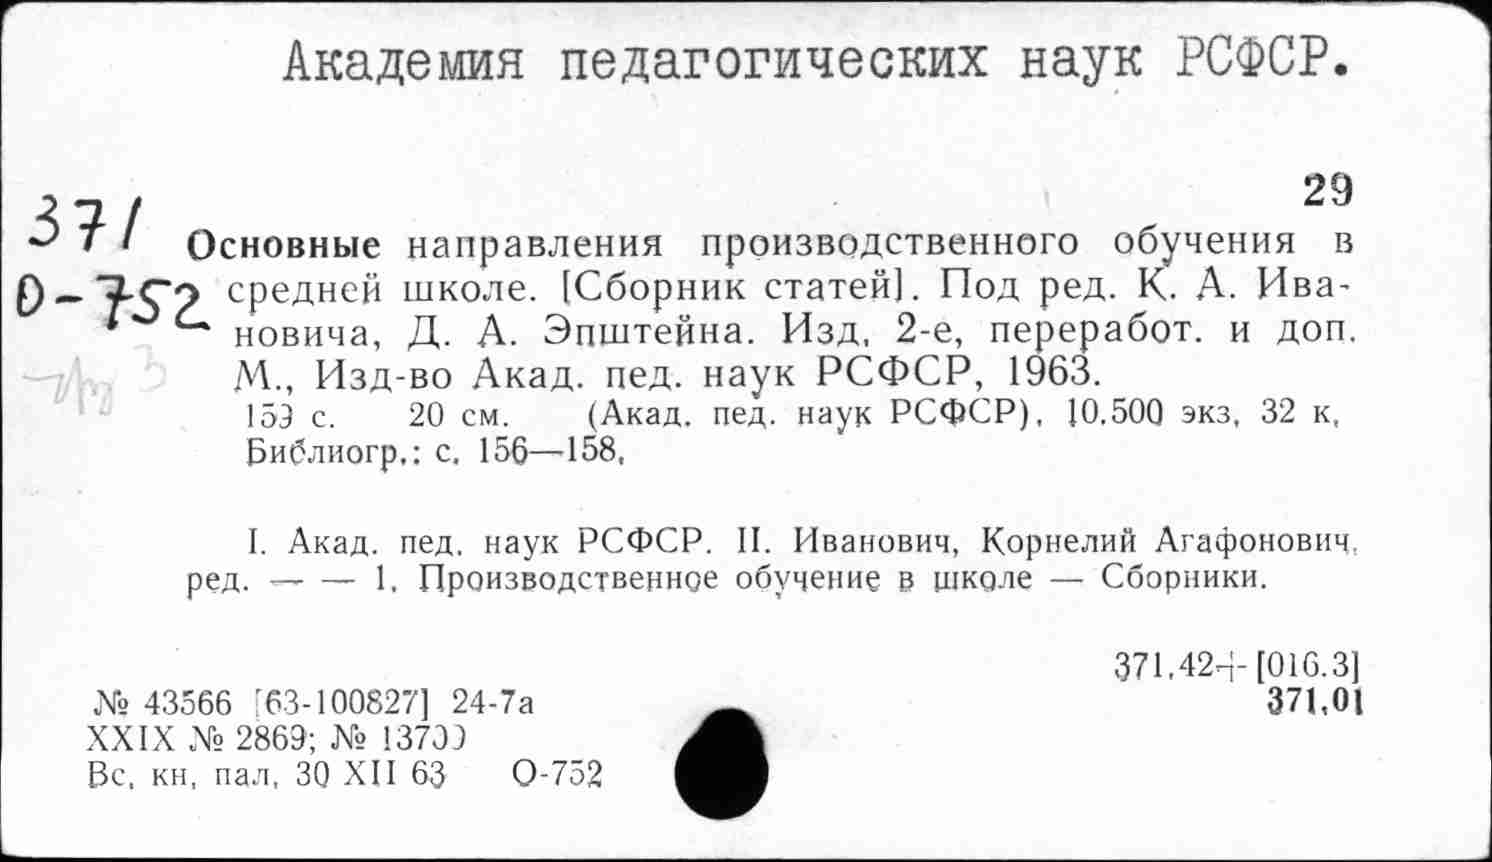 Академия педагогических наук РСФСР.
29
371
О-752
Основные направления производственного обучения в
средней школе. [Сборник статей]. Под ред. К. А. Ива-
новича, Д. А. Эпштейна. Изд. 2-е, переработ. и доп.
М., Изд-во Акад. пед. наук РСФСР, 1963.
159 с. 20 см. (Акад. пед. наук РСФСР). 10.500 экз. 32 к.
Библиогр.: с. 156—158.
I. Акад. пед. наук РСФСР. II. Иванович, Корнелий Агафонович,
ред. — — 1. Производственное обучение в школе — Сборники.
371.42+[016.3]
371.01
№ 43566 [63-100827] 24-7а
XXIX № 2869; №
Вс. кн. пал. 30 XII 63 О-752